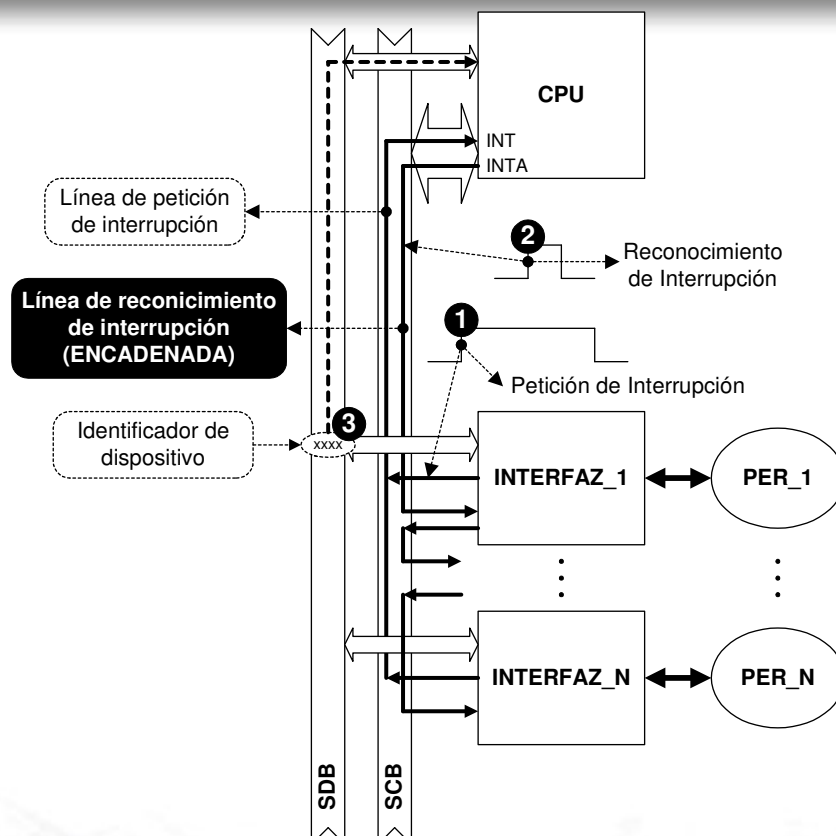 CPU
INT
INTA
Línea de petición
de interrupción
2
Reconocimiento
de Interrupción
Línea de reconicimiento
de interrupción
(ENCADENADA)
1
Petición de Interrupción
Identificador de
dispositivo
xxxx
3
INTERFAZ_1
PER_1
INTERFAZ_N
PER_N
SDB
SCB